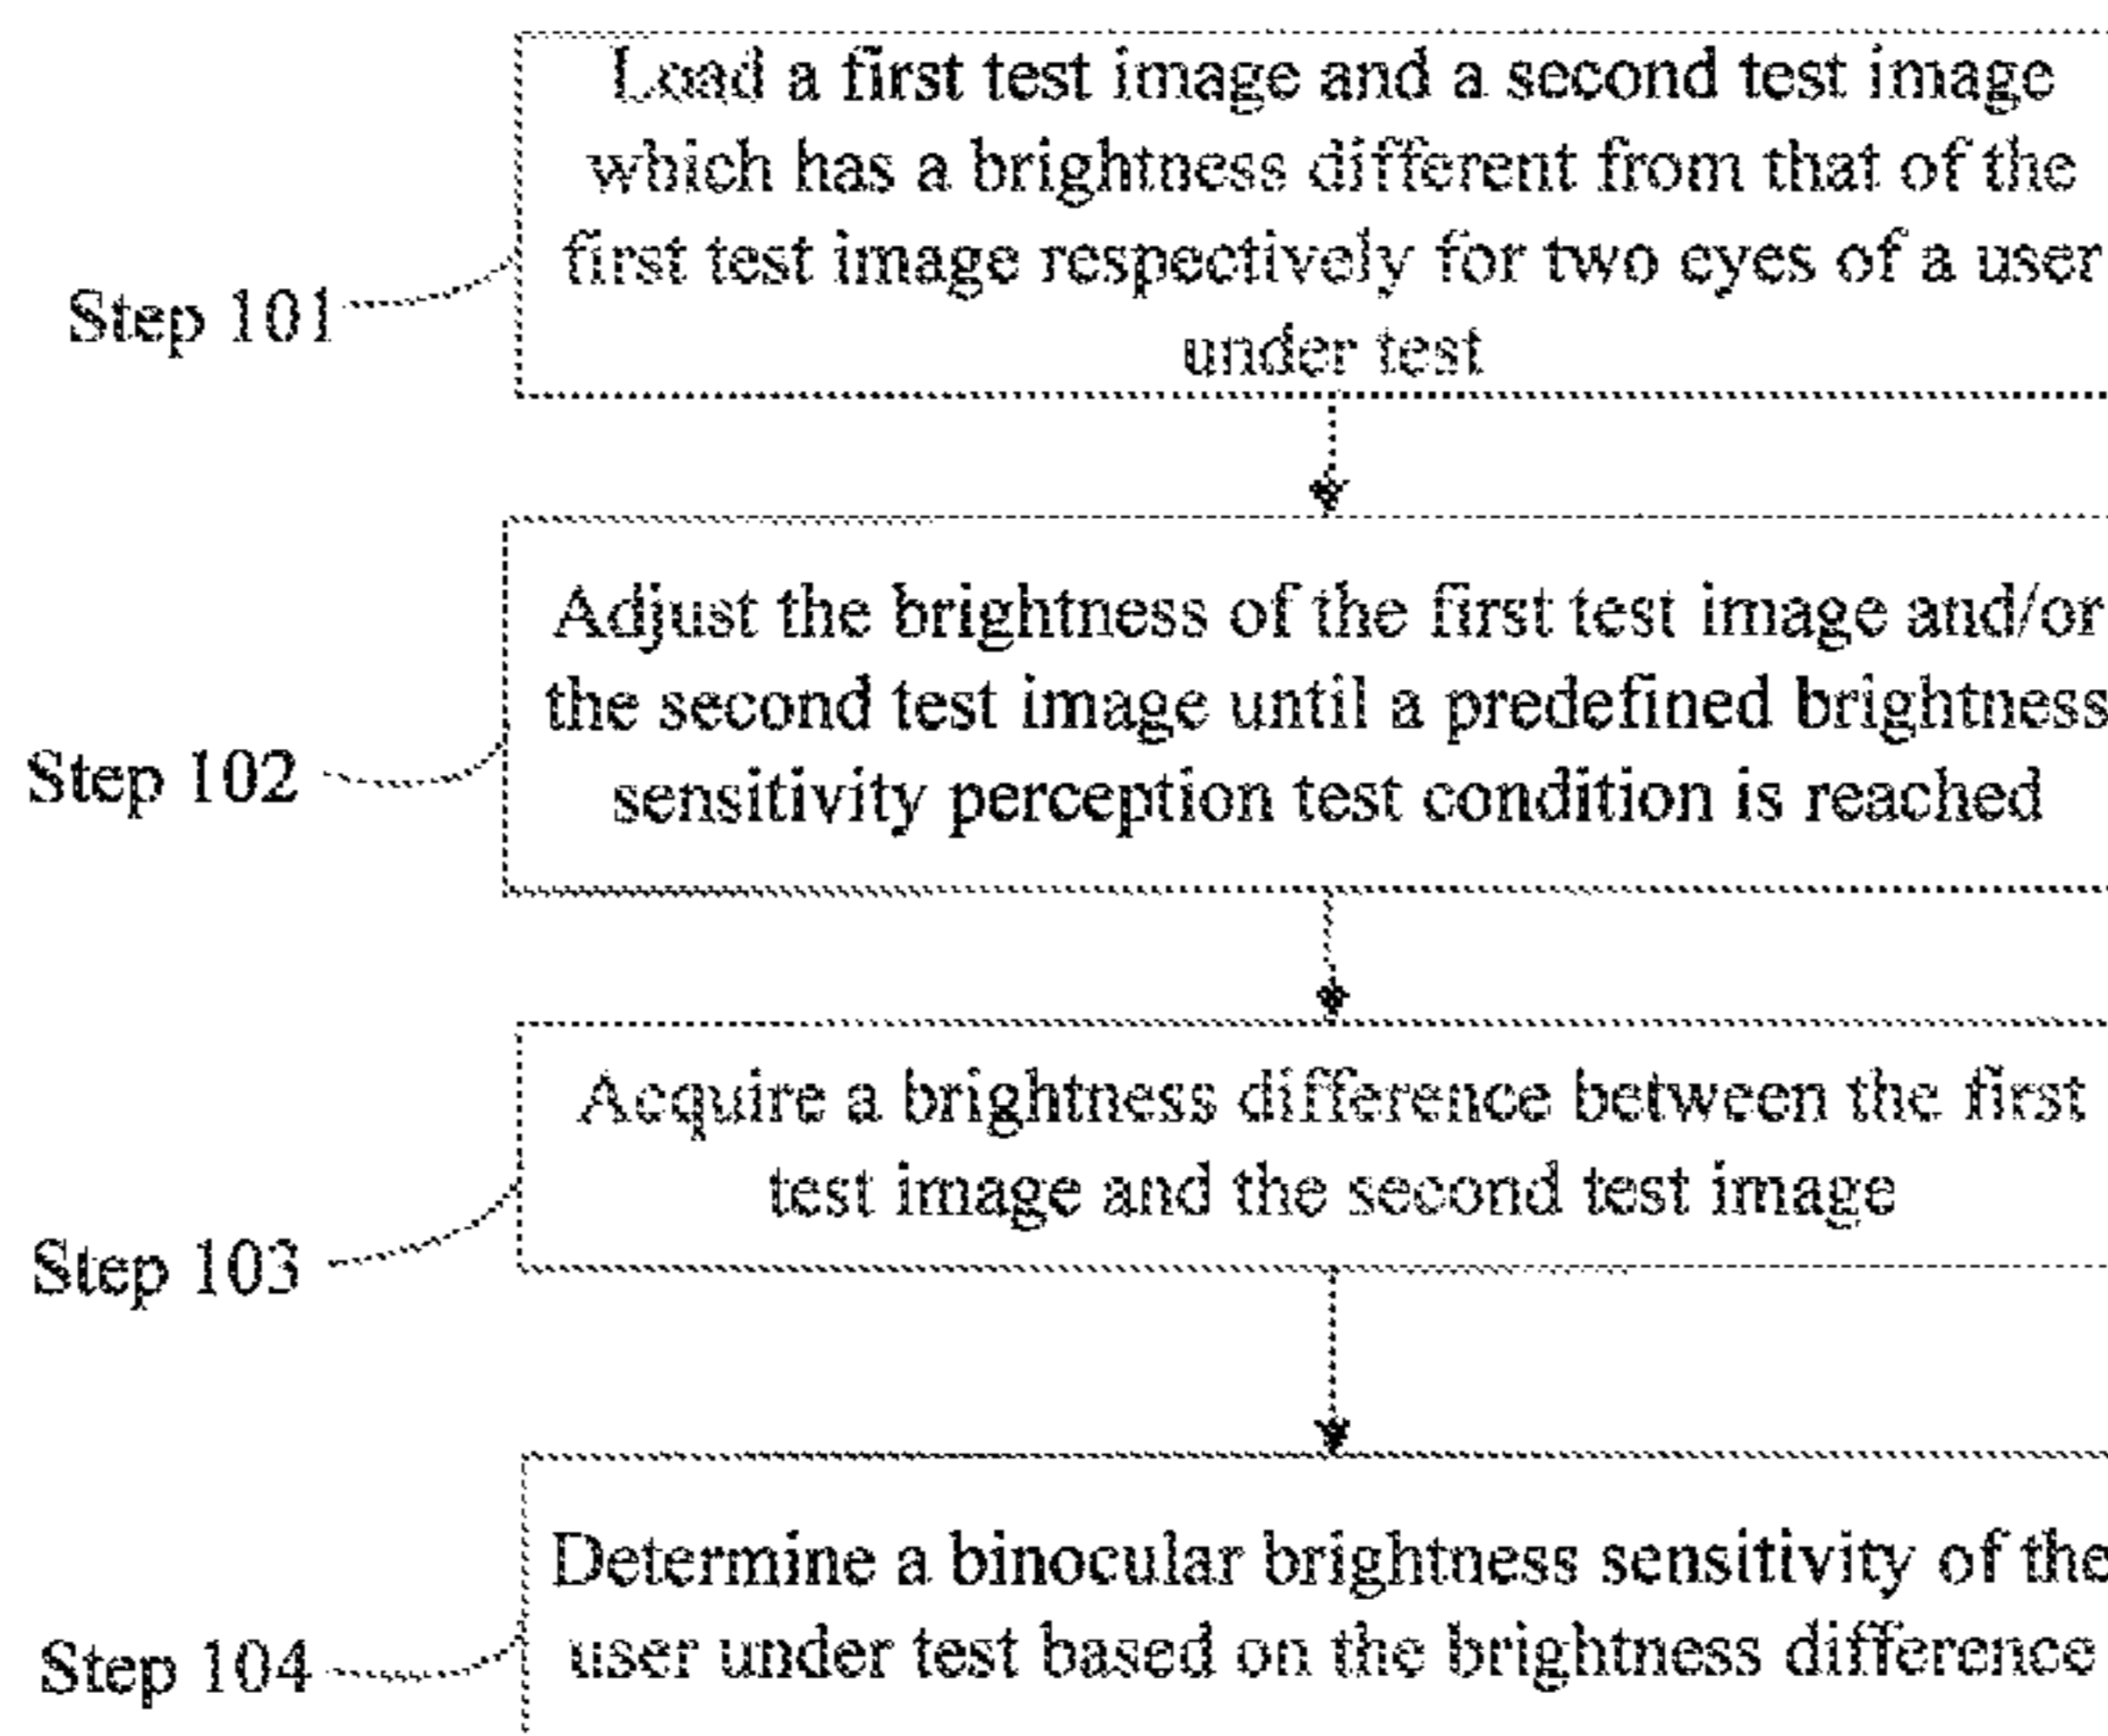 Load a first test image and a second test image
which has a brightness different from that of the
first test image respectively for two eyes of a user
under test
Step 101
Adjust the brightness of the first test image and/or
the second test image until a predefined brightness
sensitivity perception test condition is reached
Step 102
Acquire a brightness difference between the first
test image and the second test image
Step 103
Determine a binocular brightness sensitivity of the
user under test based on the brightness difference
Step 104